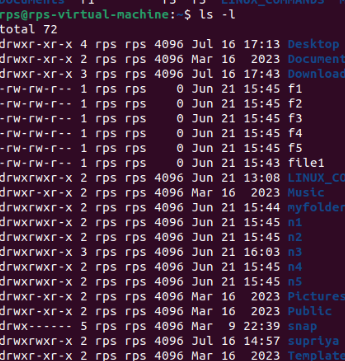 rps@rps-virtual-machine:~$ ls -l
total 72
drwxr-xr-x 4 rps rps 4096 Jul 16 17:13 Desktop
drwxr-xr-x 2 rps rps 4096 Mar 16 2023 Document
drwxr-xr-x 3 rps rps 4096 Jul 16 17:43 Download
-rw-rw-r-- 1 rps rps 0 Jun 21 15:45 f1
-rw-rw-r-- 1 rps rps 0 Jun 21 15:45 f2
-rw-rw-r-- 1 rps rps 0 Jun 21 15:45 f3
-rw-rw-r-- 1 rps rps 0 Jun 21 15:45 f4
-rw-rw-r-- 1 rps rps 0 Jun 21 15:45 f5
-rw-rw-r-- 1 rps rps 0 Jun 21 15:43 file1
drwxrwxr-x 2 rps rps 4096 Jun 21 13:08 LINUX_CO
drwxr-xr-x 2 rps rps 4096 Mar 16 2023 Music
drwxrwxr-x 2 rps rps 4096 Jun 21 15:44 myfolder
drwxrwxr-x 2 rps rps 4096 Jun 21 15:45 n1
drwxrwxr-x 2 rps rps 4096 Jun 21 15:45 n2
drwxrwxr-x 3 rps rps 4096 Jun 21 16:03 n3
drwxrwxr-x 2 rps rps 4096 Jun 21 15:45 n4
drwxrwxr-x 2 rps rps 4096 Jun 21 15:45 n5
drwxr-xr-x 2 rps rps 4096 Mar 16 2023 Pictures
drwxr-xr-x 2 rps rps 4096 Mar 16 2023 Public
drwx------ 5 rps rps 4096 Mar 9 22:39 snap
drwxrwxr-x 2 rps rps 4096 Jul 16 14:57 supriya
drwxr-xr-x 2 rps rps 4096 Mar 16 2023 Template